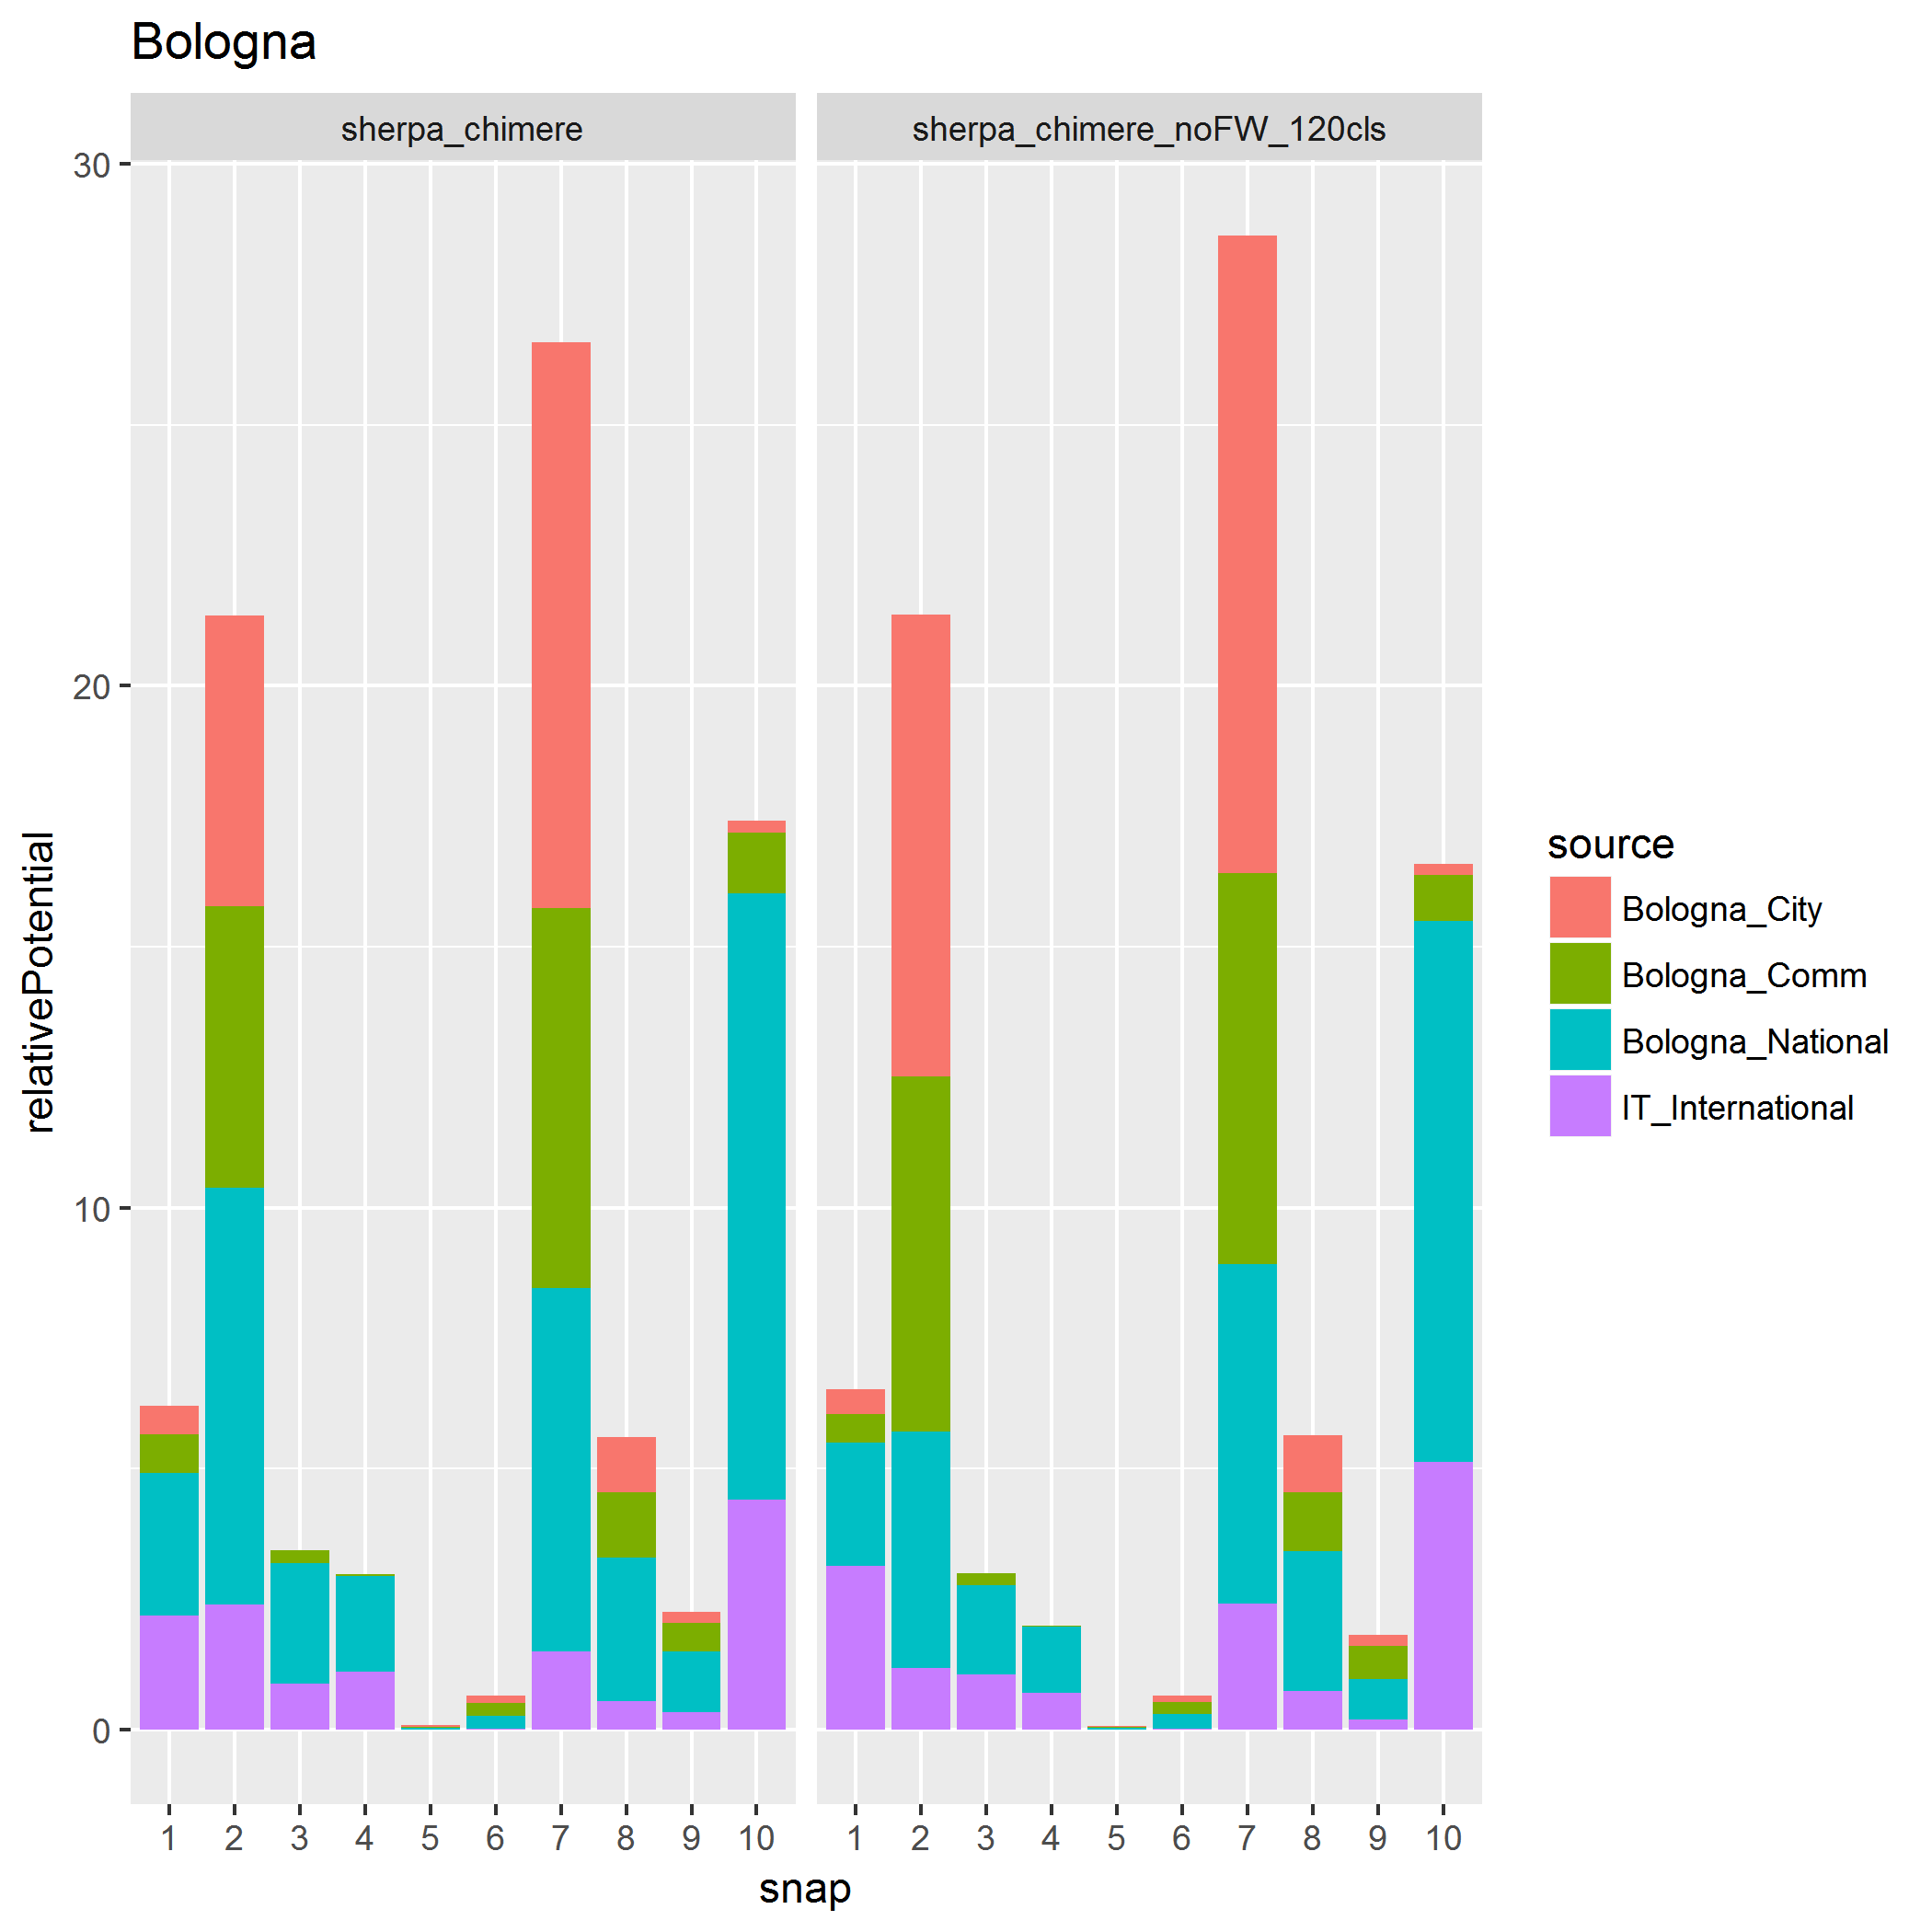 Bologna
sherpa_chimere
sherpa_chimere_noFW_120cls
30
20
10
0
relativePotential
1 2 3 4 5 6 7 8 9 10
1 2 3 4 5 6 7 8 9 10
snap
source
Bologna_City
Bologna_Comm
Bologna_National
IT_International